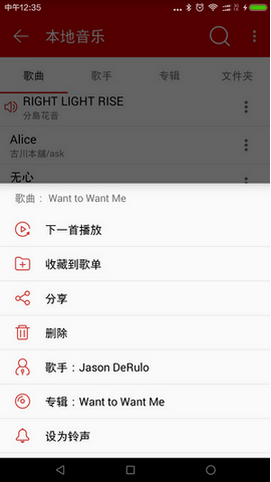 中午12:35
本地音乐
歌曲 歌手 专辑 文件夹
RIGHT LIGHT RISE
分島花音
Alice
古川本舗/ask
无心
歌曲： Want to Want Me
下一首播放
收藏到歌单
分享
删除
歌手：Jason DeRulo
专辑：Want to Want Me
设为铃声